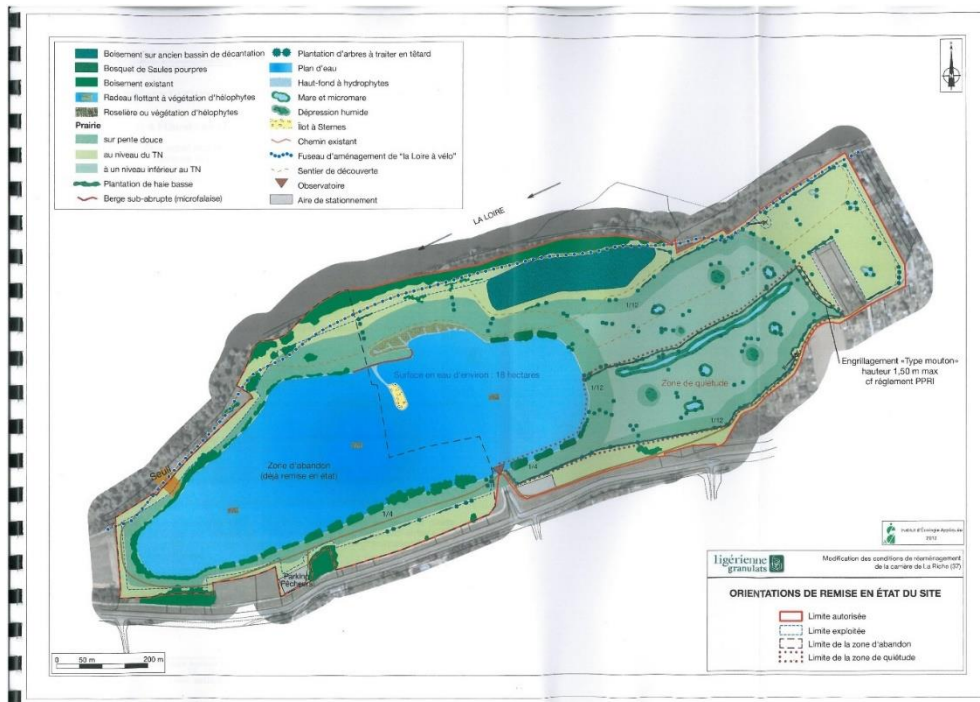 Boisement sur ancien bassin de décantation
Bosquet de Saules pourpres
Boisement existant
Radeau flottant à végétation d'hélophytes
Roselière ou végétation d'hélophytes
Prairie
sur pente douce
au niveau du TN
à un niveau inférieur au TN
Plantation de haie basse
Berge sub-abrupte (microfalaise)
Plantation d'arbres à traiter en têtard
Plan d'eau
Haut-fond à hydrophytes
Mare et micromare
Dépression humide
Îlot à Sternes
Chemin existant
Fuseau d'aménagement de "la Loire à vélo"
Sentier de découverte
Observatoire
Aire de stationnement
LA LOIRE
1/12
Engrillagement «Type mouton»
hauteur 1,50 m max
cf règlement PPRI
Surface en eau d'environ : 18 hectares
1/12
Zone de quiétude
1/12
Zone d'abandon
(déjà remise en état)
Seuil
1/4
1/4
Parking
Pêcheurs
0 50 m 200 m
Institut d'Écologie Appliquée
2012
ligérienne
granulats
Modification des conditions de réaménagement
de la carrière de La Riche (37)
ORIENTATIONS DE REMISE EN ÉTAT DU SITE
Limite autorisée
Limite exploitée
Limite de la zone d'abandon
Limite de la zone de quiétude